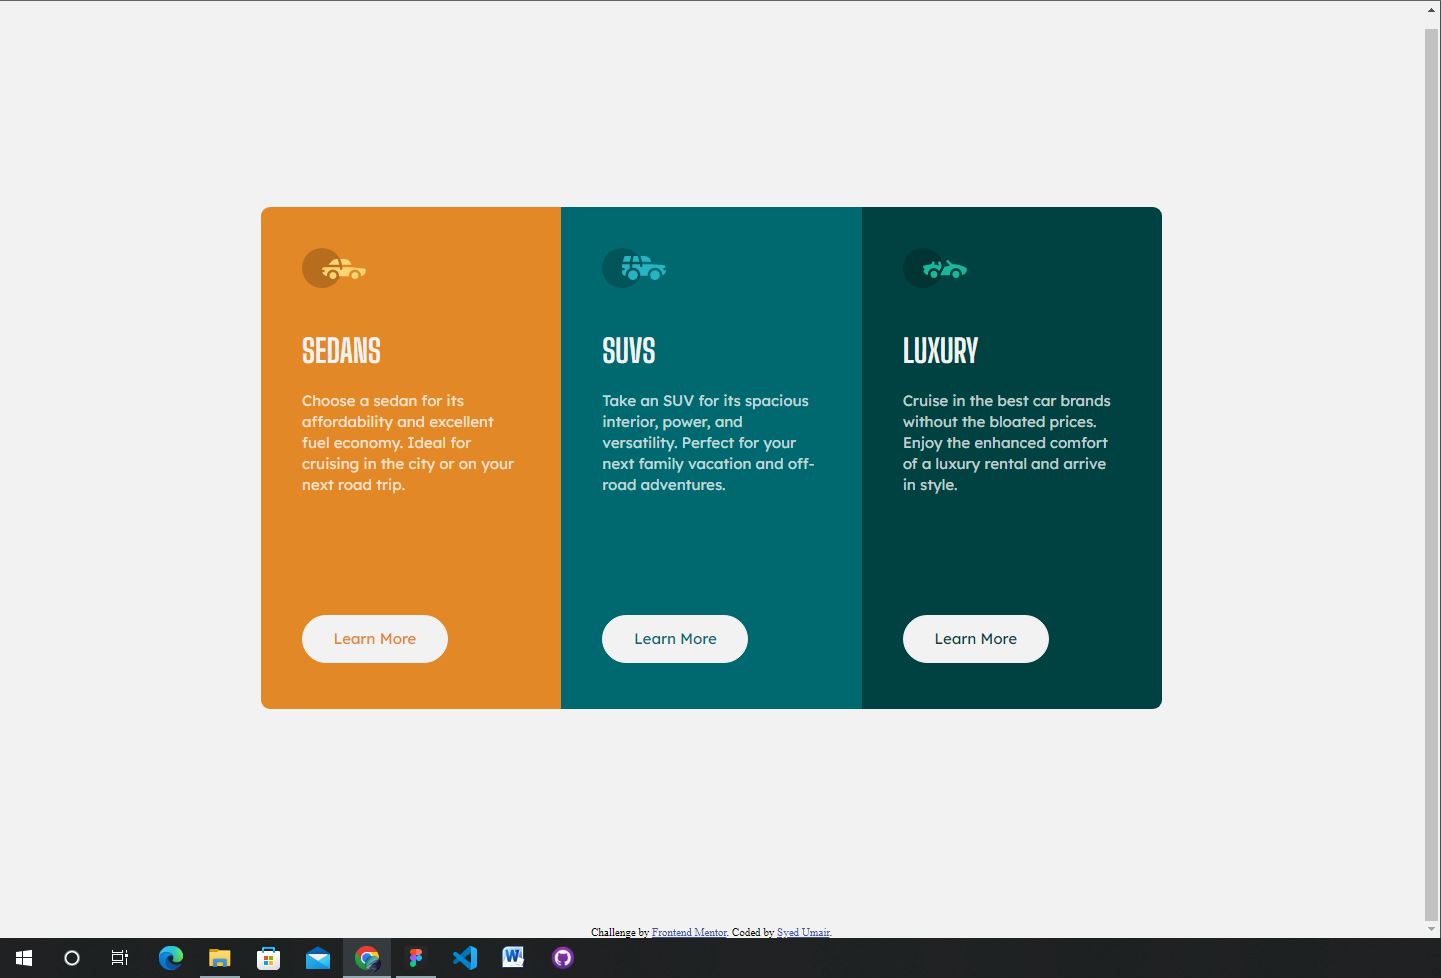 SEDANS
Choose a sedan for its
affordability and excellent
fuel economy. Ideal for
cruising in the city or on your
next road trip.
Learn More
SUVS
Take an SUV for its spacious
interior, power, and
versatility. Perfect for your
next family vacation and off-
road adventures.
Learn More
LUXURY
Cruise in the best car brands
without the bloated prices.
Enjoy the enhanced comfort
of a luxury rental and arrive
in style.
Learn More
Challenge by Frontend Mentor. Coded by Syed Umair.
W